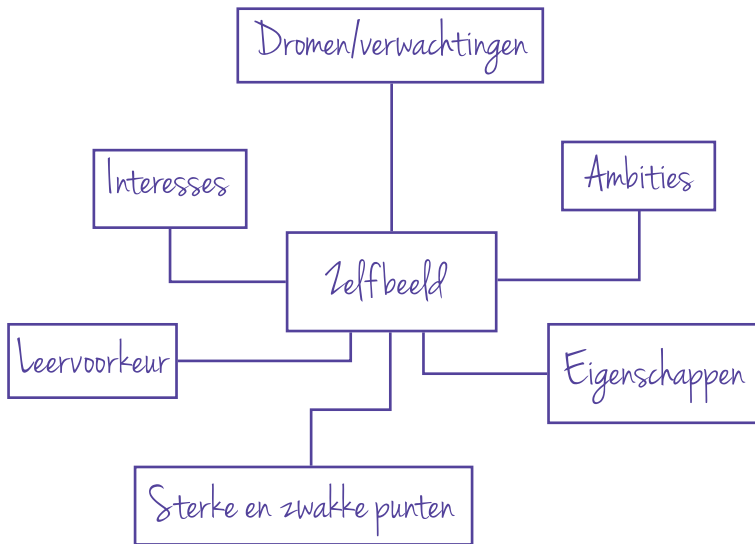 Dromen/verwachtingen
Interesses
Ambities
Zelfbeeld
Leervoorkeur
Eigenschappen
Sterke en zwakke punten